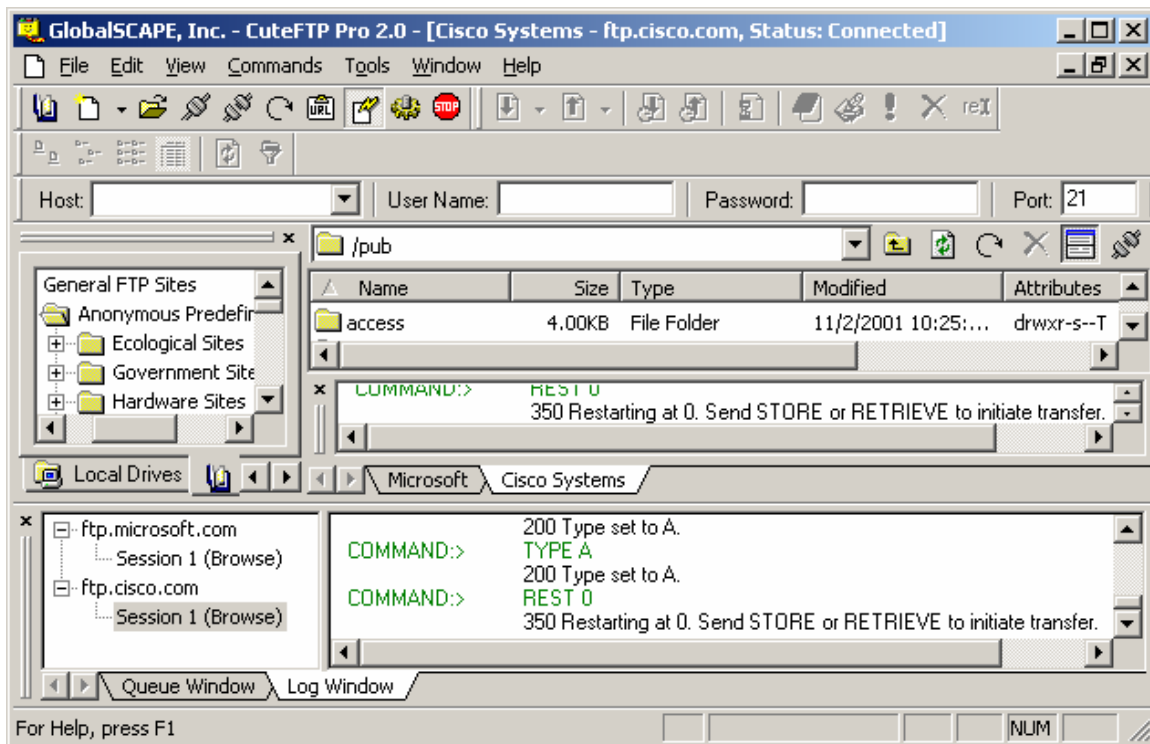 GlobalSCAPE, Inc. - CuteFTP Pro 2.0 - [Cisco Systems - ftp.cisco.com, Status: Connected]
File Edit View Commands Tools Window Help
URL STOP
Host: User Name: Password: Port: 21
/pub
General FTP Sites
Anonymous Predefir
Ecological Sites
Government Site
Hardware Sites
Local Drives
Name Size Type Modified Attributes
access 4.00KB File Folder 11/2/2001 10:25:... drwxr-s--T
COMMAND:> REST 0
350 Restarting at 0. Send STORE or RETRIEVE to initiate transfer.
Microsoft Cisco Systems
ftp.microsoft.com
Session 1 (Browse)
ftp.cisco.com
Session 1 (Browse)
200 Type set to A.
COMMAND:> TYPE A
200 Type set to A.
COMMAND:> REST 0
350 Restarting at 0. Send STORE or RETRIEVE to initiate transfer.
Queue Window Log Window
For Help, press F1 NUM